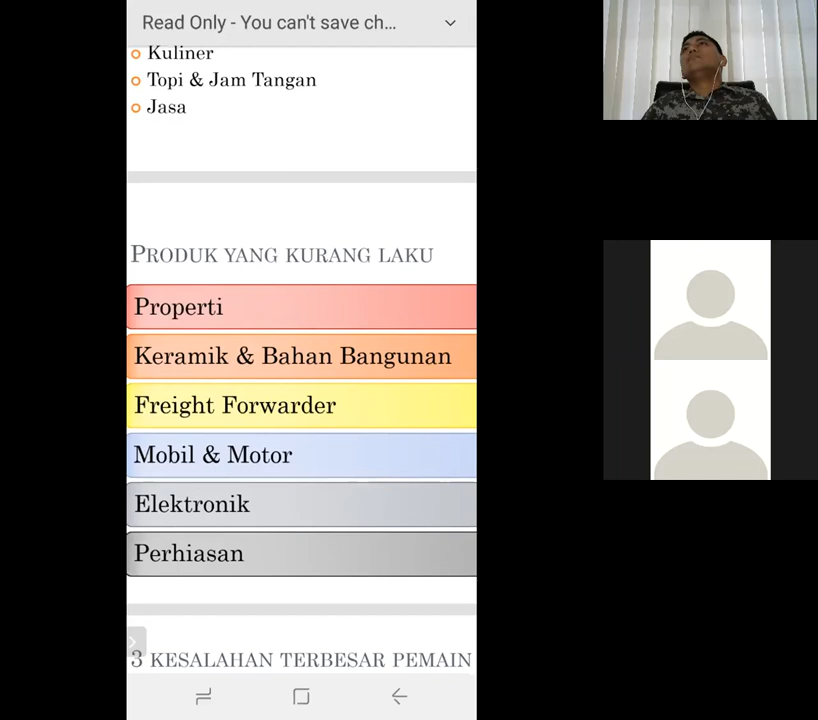 Read Only - You can't save ch...
Kuliner
Topi & Jam Tangan
Jasa
PRODUK YANG KURANG LAKU
Properti
Keramik & Bahan Bangunan
Freight Forwarder
Mobil & Motor
Elektronik
Perhiasan
3 KESALAHAN TERBESAR PEMAIN